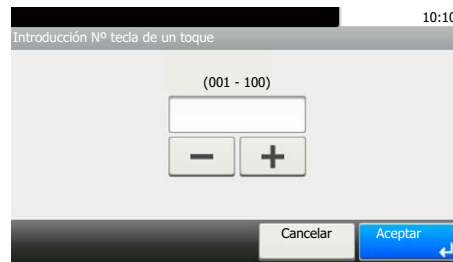 10:10
Introducción Nº tecla de un toque
(001 - 100)
Cancelar
Aceptar